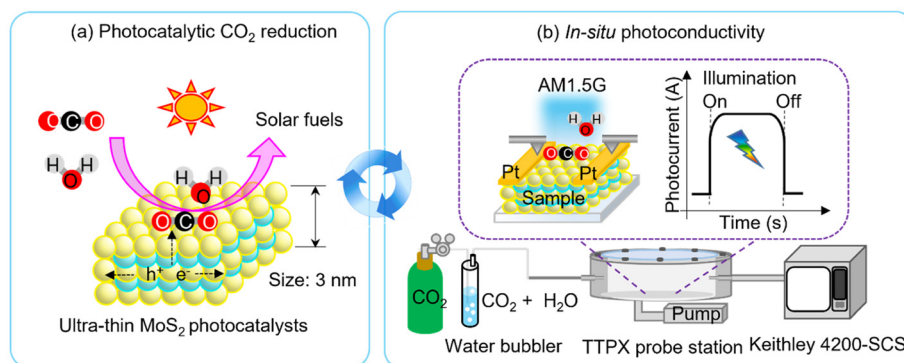 (a) Photocatalytic CO₂ reduction
O C O
H H
O
Solar fuels
H H
O
O C O
h⁺ e⁻
Size: 3 nm
Ultra-thin MoS₂ photocatalysts
(b) In-situ photoconductivity
AM1.5G
H H
O
O C O
Pt Pt
Sample
Illumination
On Off
Photocurrent (A)
Time (s)
CO₂
CO₂ + H₂O
Pump
Water bubbler
TTPX probe station
Keithley 4200-SCS